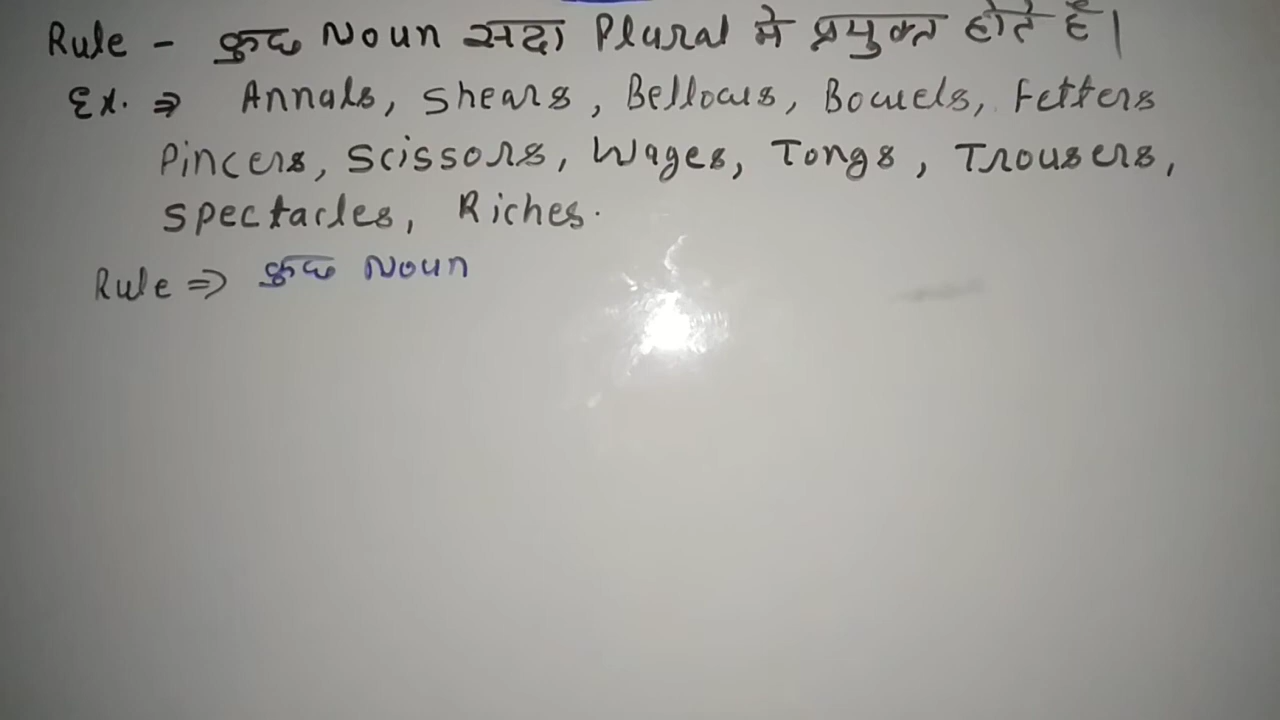 Rule - कुछ Noun सदा Plural में प्रयुक्त होते हैं।
Ex. ⇒ Annals, Shears, Bellows, Bowels, Fetters
Pincers, Scissors, Wages, Tongs, Trousers,
Spectacles, Riches.
Rule ⇒ कुछ Noun